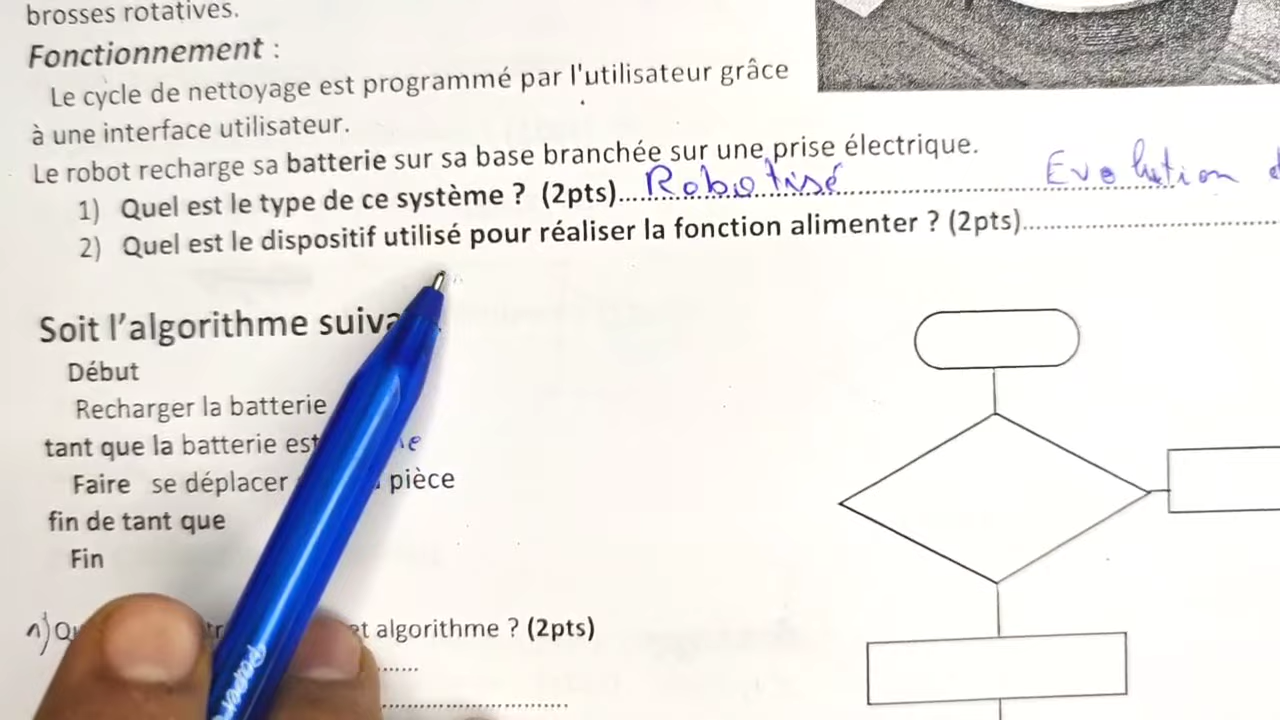 brosses rotatives.
Fonctionnement :
Le cycle de nettoyage est programmé par l'utilisateur grâce
à une interface utilisateur.
Le robot recharge sa batterie sur sa base branchée sur une prise électrique.
1) Quel est le type de ce système ? (2pts)...... Robotisé ...... Evolution
2) Quel est le dispositif utilisé pour réaliser la fonction alimenter ? (2pts)......
Soit l'algorithme
Début
Recharger la batterie
tant que la batterie est
Faire se déplacer pièce
fin de tant que
Fin
1) algorithme ? (2pts)